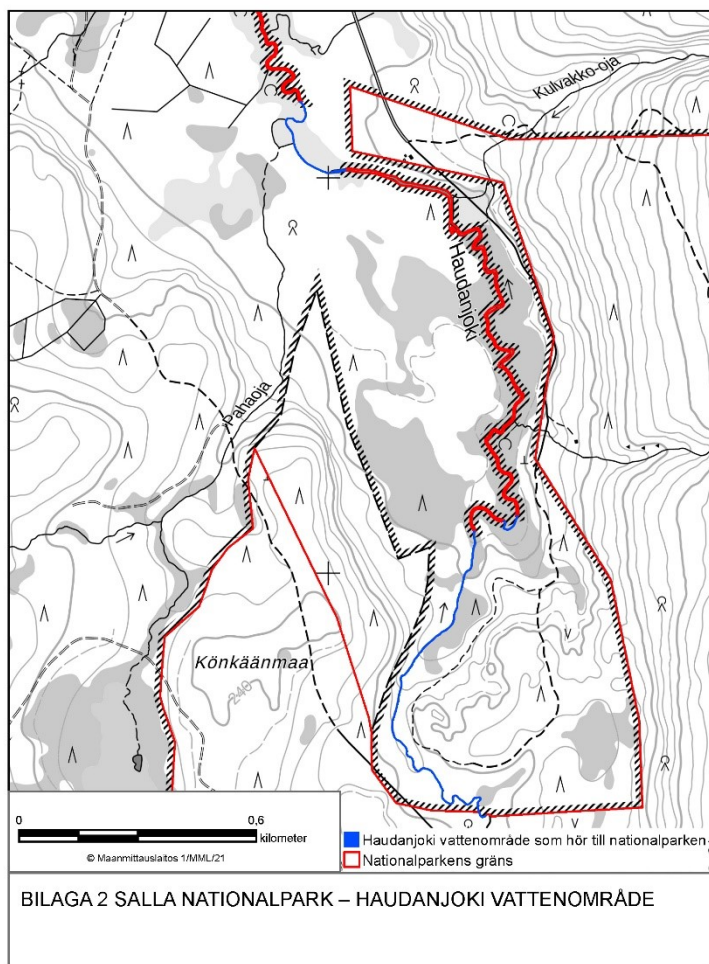 Kulvakko-oja
Haudanjoki
Pahaoja
Könkäänmaa
240
0 0,6
kilometer
© Maanmittauslaitos 1/MML/21
Haudanjoki vattenområde som hör till nationalparken
Nationalparkens gräns
BILAGA 2 SALLA NATIONALPARK – HAUDANJOKI VATTENOMRÅDE